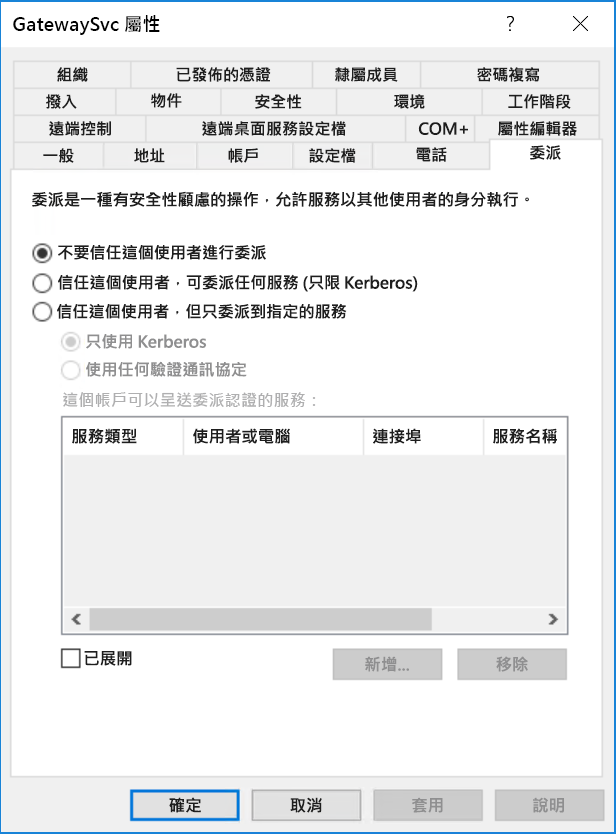 GatewaySvc 屬性
組織 已發佈的憑證 隸屬成員 密碼複寫
撥入 物件 安全性 環境 工作階段
遠端控制 遠端桌面服務設定檔 COM+ 屬性編輯器
一般 地址 帳戶 設定檔 電話 委派
委派是一種有安全性顧慮的操作，允許服務以其他使用者的身分執行。
不要信任這個使用者進行委派
信任這個使用者，可委派任何服務 (只限 Kerberos)
信任這個使用者，但只委派到指定的服務
只使用 Kerberos
使用任何驗證通訊協定
這個帳戶可以呈送委派認證的服務：
服務類型 使用者或電腦 連接埠 服務名稱
已展開 新增... 移除
確定 取消 套用 說明